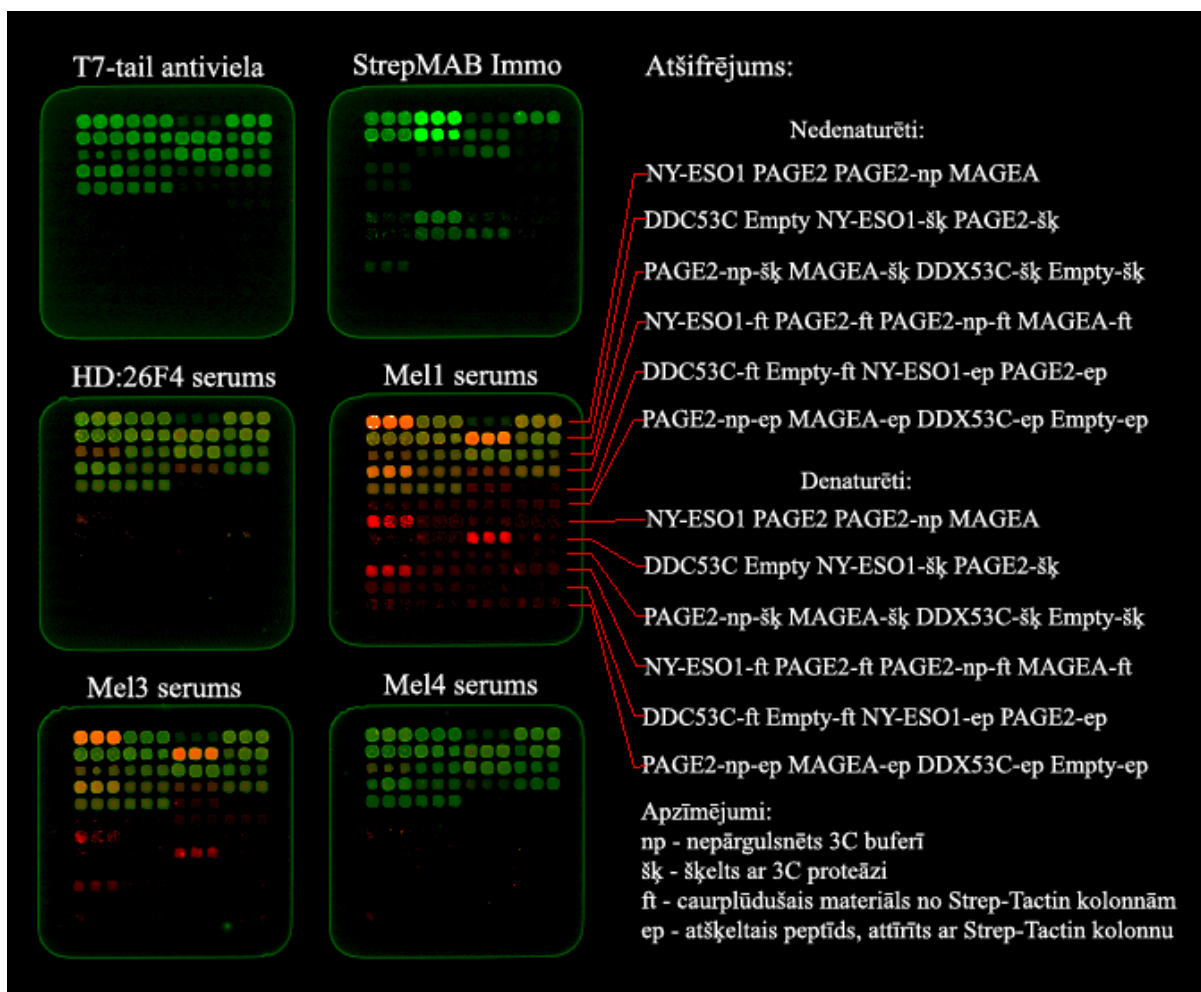 T7-tail antiviela
StrepMAB Immo
HD:26F4 serums
Mel1 serums
Mel3 serums
Mel4 serums
Atšifrējums:
Nedenaturēti:
NY-ESO1 PAGE2 PAGE2-np MAGEA
DDC53C Empty NY-ESO1-šķ PAGE2-šķ
PAGE2-np-šķ MAGEA-šķ DDX53C-šķ Empty-šķ
NY-ESO1-ft PAGE2-ft PAGE2-np-ft MAGEA-ft
DDC53C-ft Empty-ft NY-ESO1-ep PAGE2-ep
PAGE2-np-ep MAGEA-ep DDX53C-ep Empty-ep
Denaturēti:
NY-ESO1 PAGE2 PAGE2-np MAGEA
DDC53C Empty NY-ESO1-šķ PAGE2-šķ
PAGE2-np-šķ MAGEA-šķ DDX53C-šķ Empty-šķ
NY-ESO1-ft PAGE2-ft PAGE2-np-ft MAGEA-ft
DDC53C-ft Empty-ft NY-ESO1-ep PAGE2-ep
PAGE2-np-ep MAGEA-ep DDX53C-ep Empty-ep
Apzīmējumi:
np - nepārgulsnēts 3C buferī
šķ - šķelts ar 3C proteāzi
ft - caurplūdušais materiāls no Strep-Tactin kolonnām
ep - atšķeltais peptīds, attīrīts ar Strep-Tactin kolonnu